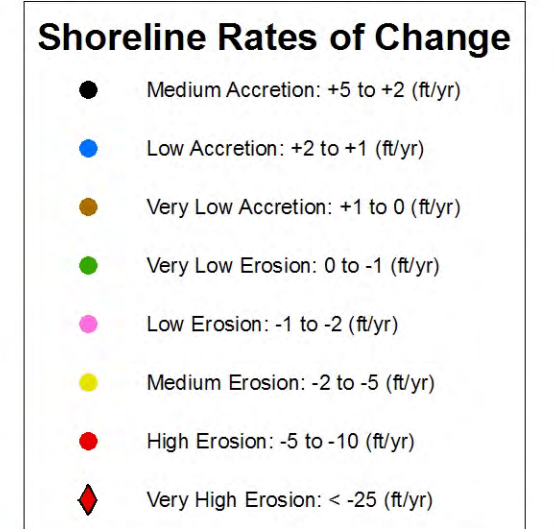 Shoreline Rates of Change
Medium Accretion: +5 to +2 (ft/yr)
Low Accretion: +2 to +1 (ft/yr)
Very Low Accretion: +1 to 0 (ft/yr)
Very Low Erosion: 0 to -1 (ft/yr)
Low Erosion: -1 to -2 (ft/yr)
Medium Erosion: -2 to -5 (ft/yr)
High Erosion: -5 to -10 (ft/yr)
Very High Erosion: < -25 (ft/yr)